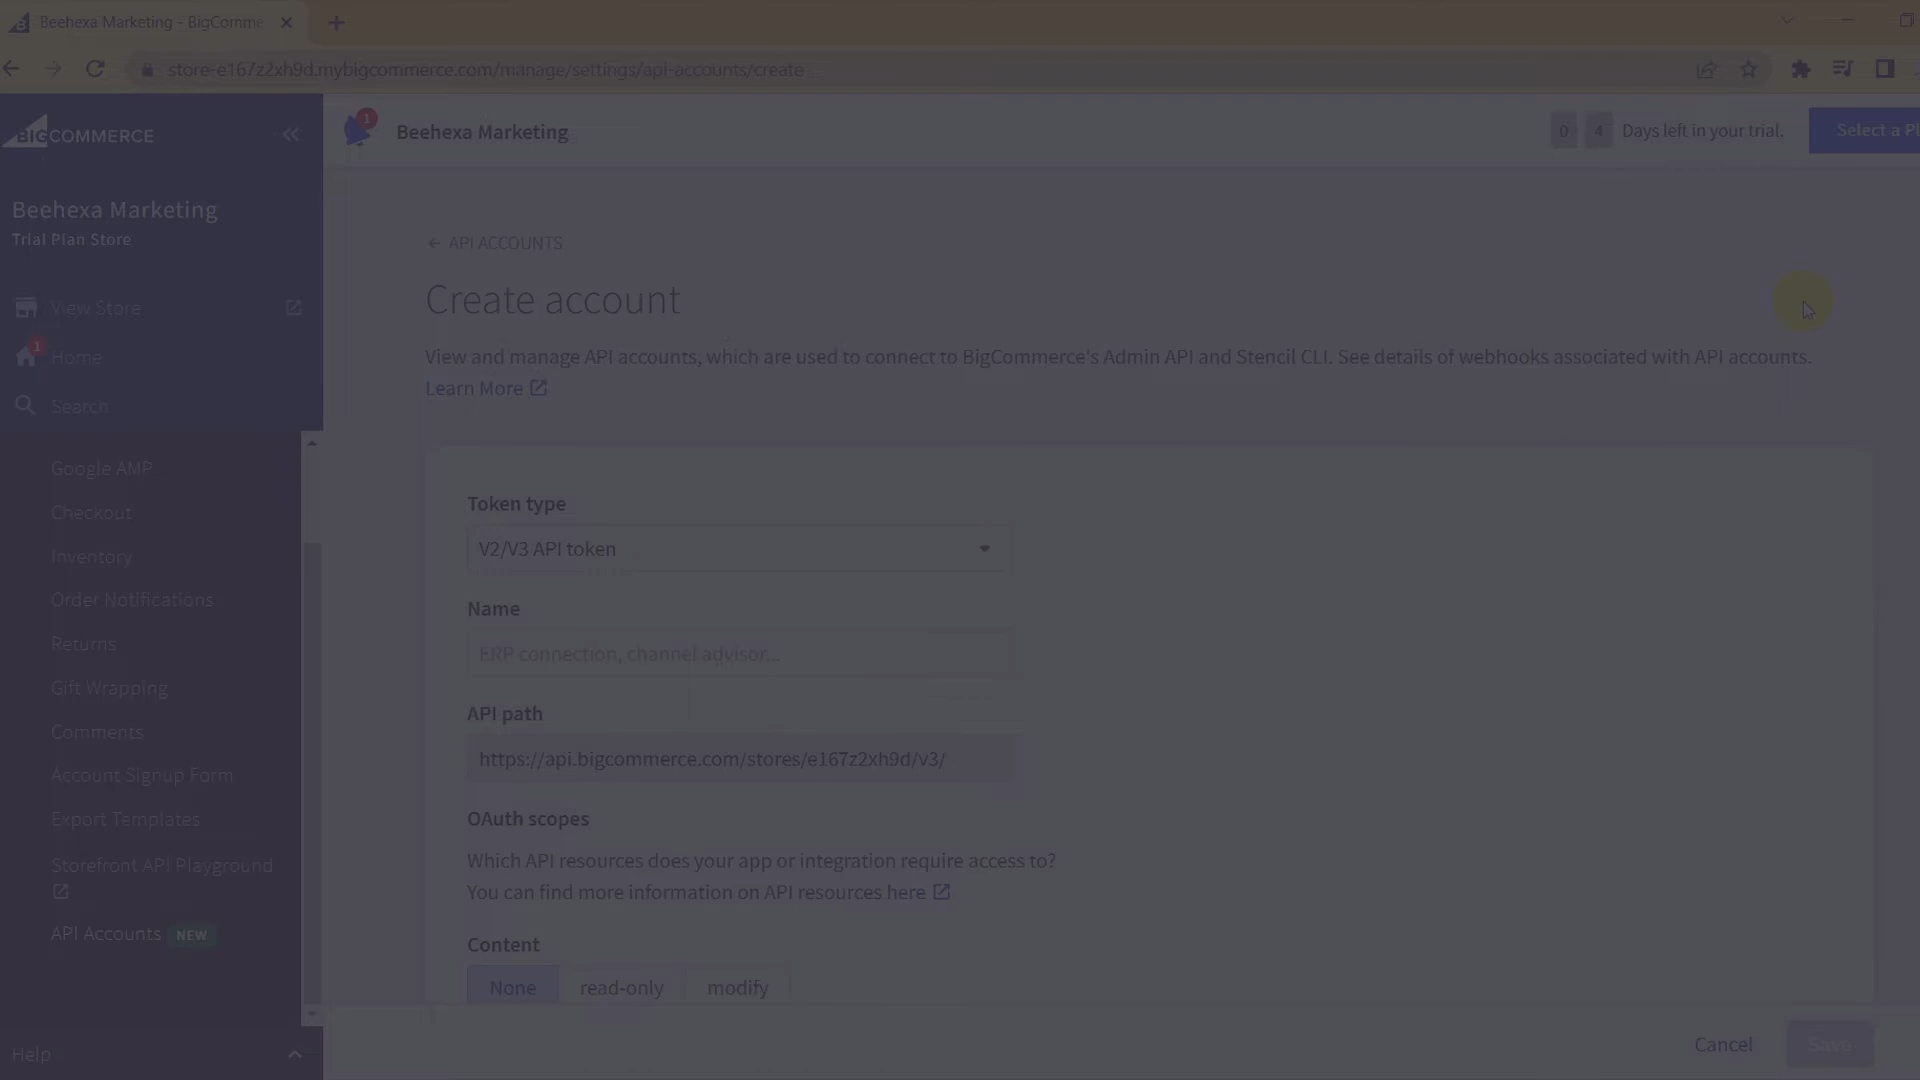 Beehexa Marketing - BigComme
store-e167z2xh9d.mybigcommerce.com/manage/settings/api-accounts/create
BIGCOMMERCE
1
Beehexa Marketing
0 4 Days left in your trial.
Select a Pl
Beehexa Marketing
Trial Plan Store
View Store
1
Home
Search
Google AMP
Checkout
Inventory
Order Notifications
Returns
Gift Wrapping
Comments
Account Signup Form
Export Templates
Storefront API Playground
API Accounts NEW
Help
API ACCOUNTS
Create account
View and manage API accounts, which are used to connect to BigCommerce's Admin API and Stencil CLI. See details of webhooks associated with API accounts.
Learn More
Token type
V2/V3 API token
Name
ERP connection, channel advisor...
API path
https://api.bigcommerce.com/stores/e167z2xh9d/v3/
OAuth scopes
Which API resources does your app or integration require access to?
You can find more information on API resources here
Content
None read-only modify
Cancel Save